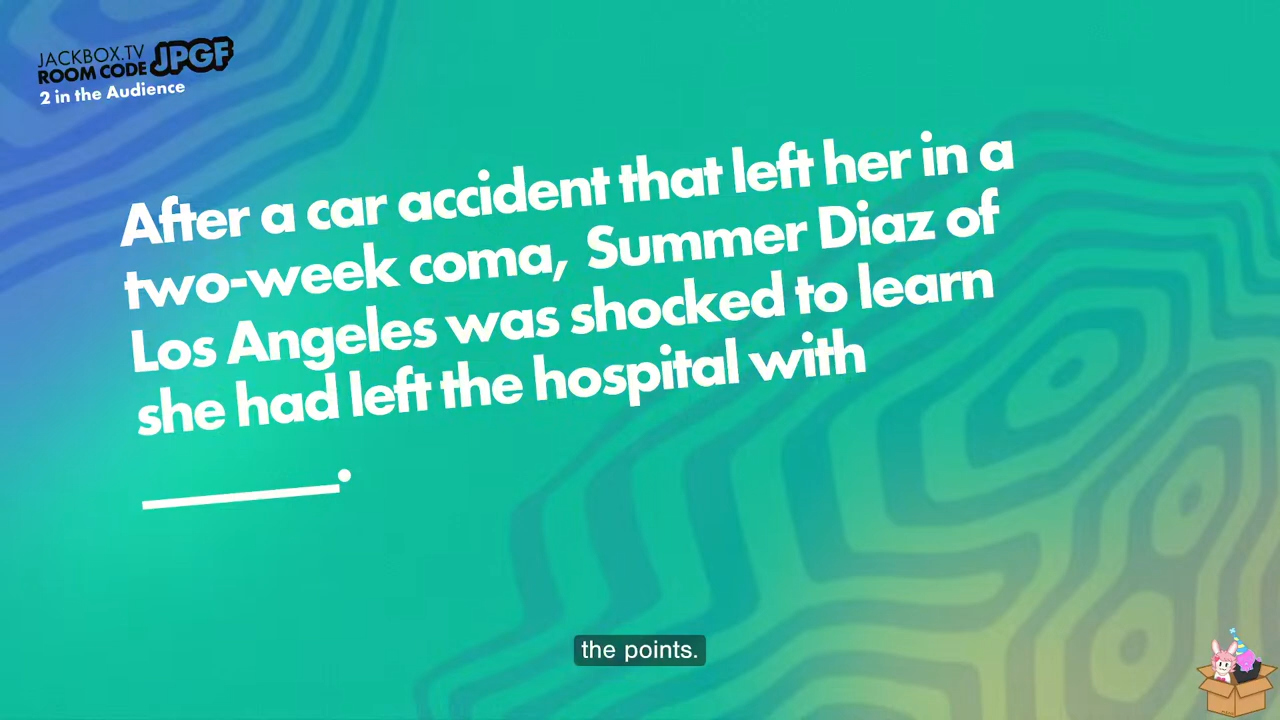 JACKBOX.TV
ROOM CODE JPGF
2 in the Audience
After a car accident that left her in a
two-week coma, Summer Diaz of
Los Angeles was shocked to learn
she had left the hospital with
________.
the points.